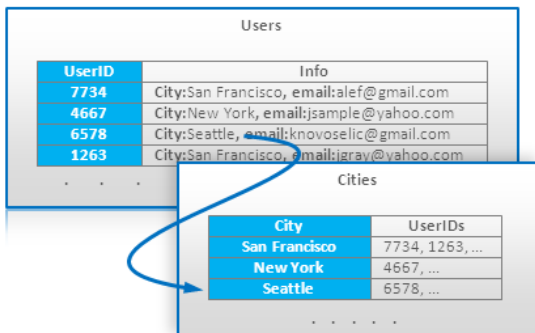 Users
UserID Info
7734 City:San Francisco, email:alef@gmail.com
4667 City:New York, email:jsample@yahoo.com
6578 City:Seattle, email:knovoselic@gmail.com
1263 City:San Francisco, email:jgray@yahoo.com
. . .
Cities
City UserIDs
San Francisco 7734, 1263, ...
New York 4667, ...
Seattle 6578, ...
. . . . .